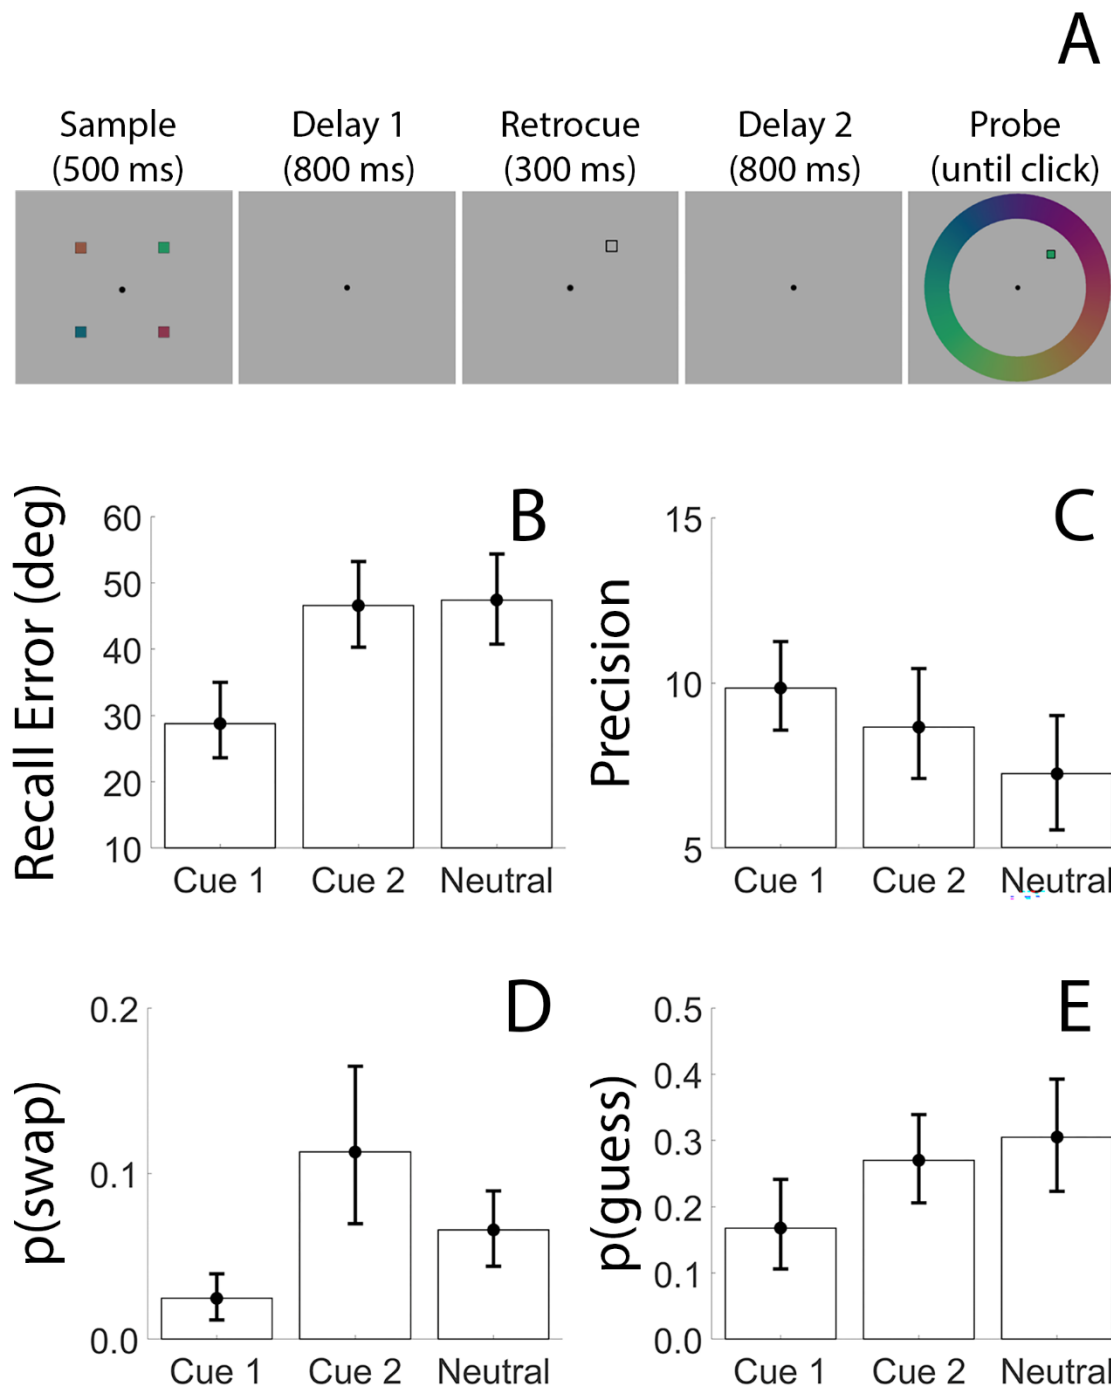 A
Sample
(500 ms)
Delay 1
(800 ms)
Retrocue
(300 ms)
Delay 2
(800 ms)
Probe
(until click)
B
Recall Error (deg)
60
50
40
30
20
10
Cue 1
Cue 2
Neutral
C
Precision
15
10
5
Cue 1
Cue 2
Neutral
D
p(swap)
0.2
0.1
0.0
Cue 1
Cue 2
Neutral
E
p(guess)
0.5
0.4
0.3
0.2
0.1
0.0
Cue 1
Cue 2
Neutral